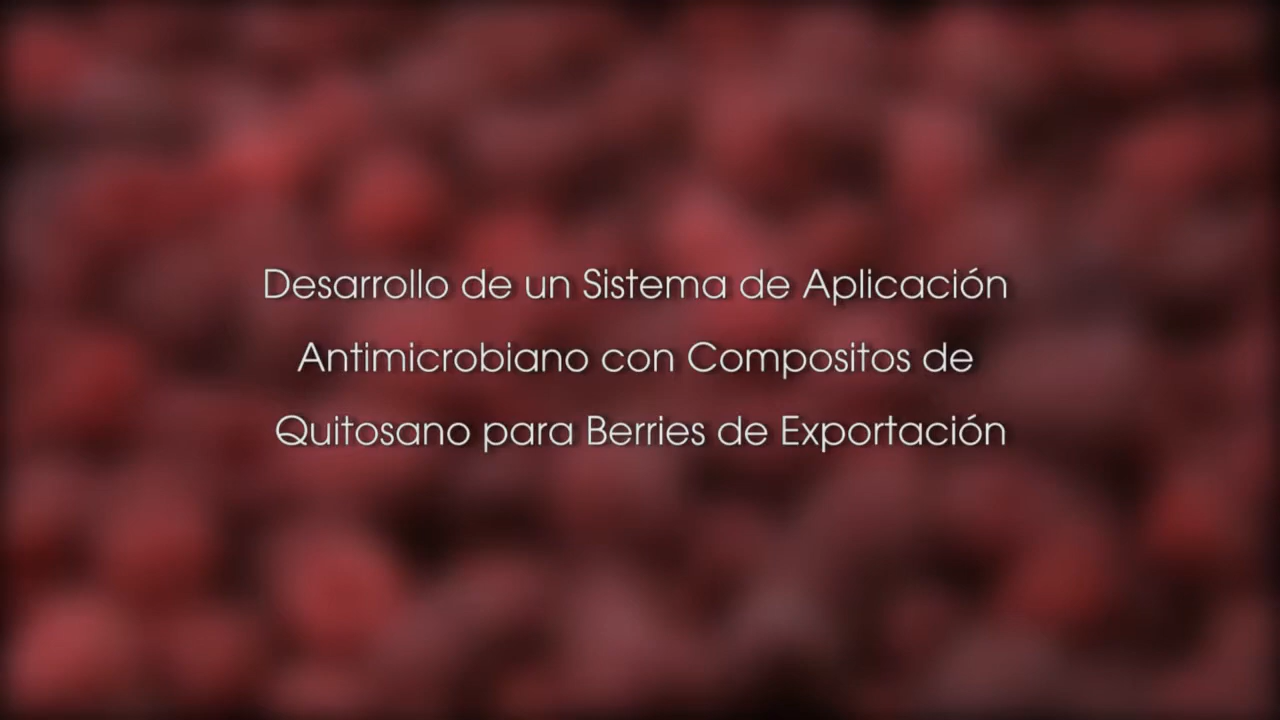 Desarrollo de un Sistema de Aplicación
Antimicrobiano con Compositos de
Quitosano para Berries de Exportación